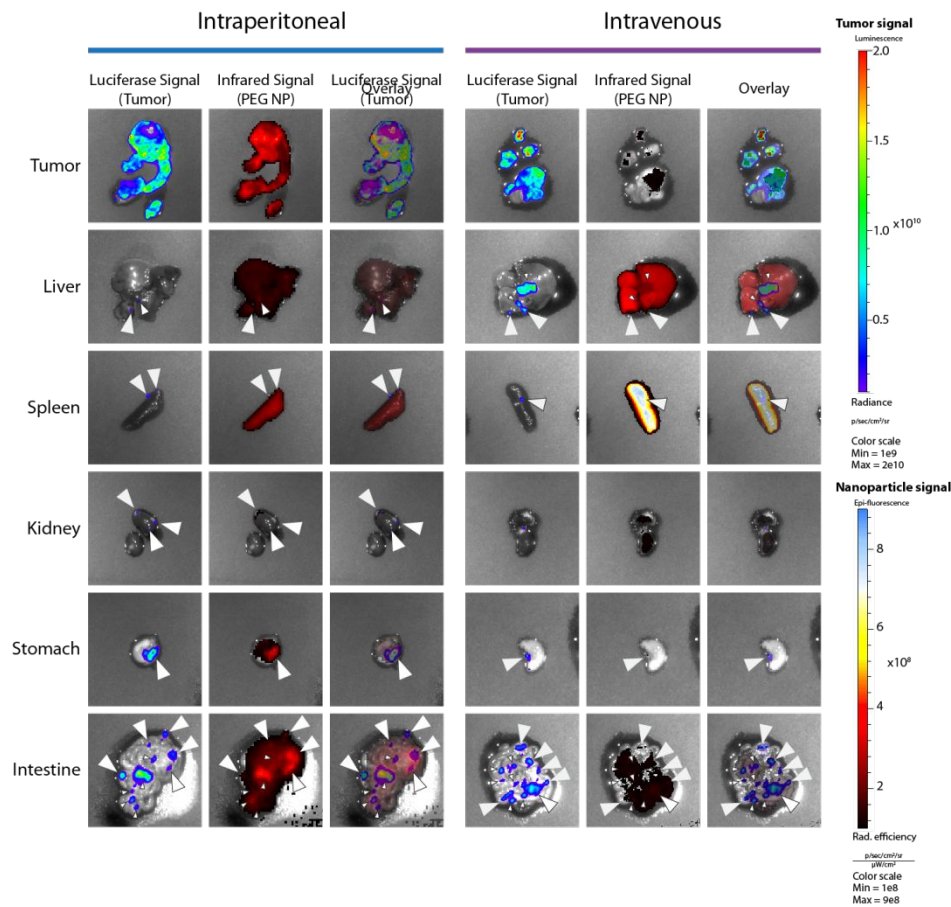 Intraperitoneal
Intravenous
Luciferase Signal
(Tumor)
Infrared Signal
(PEG NP)
Luciferase Signal
Overlay
(Tumor)
Luciferase Signal
(Tumor)
Infrared Signal
(PEG NP)
Overlay
Tumor
Liver
Spleen
Kidney
Stomach
Intestine
Tumor signal
Luminescence
2.0
1.0
x10¹⁰
0.5
Radiance
p/sec/cm²/sr
Color scale
Min = 1e9
Max = 2e10
Nanoparticle signal
Epi-fluorescence
8
6
x10⁸
4
2
Rad. efficiency
p/sec/cm²/sr
µW/cm²
Color scale
Min = 1e8
Max = 9e8